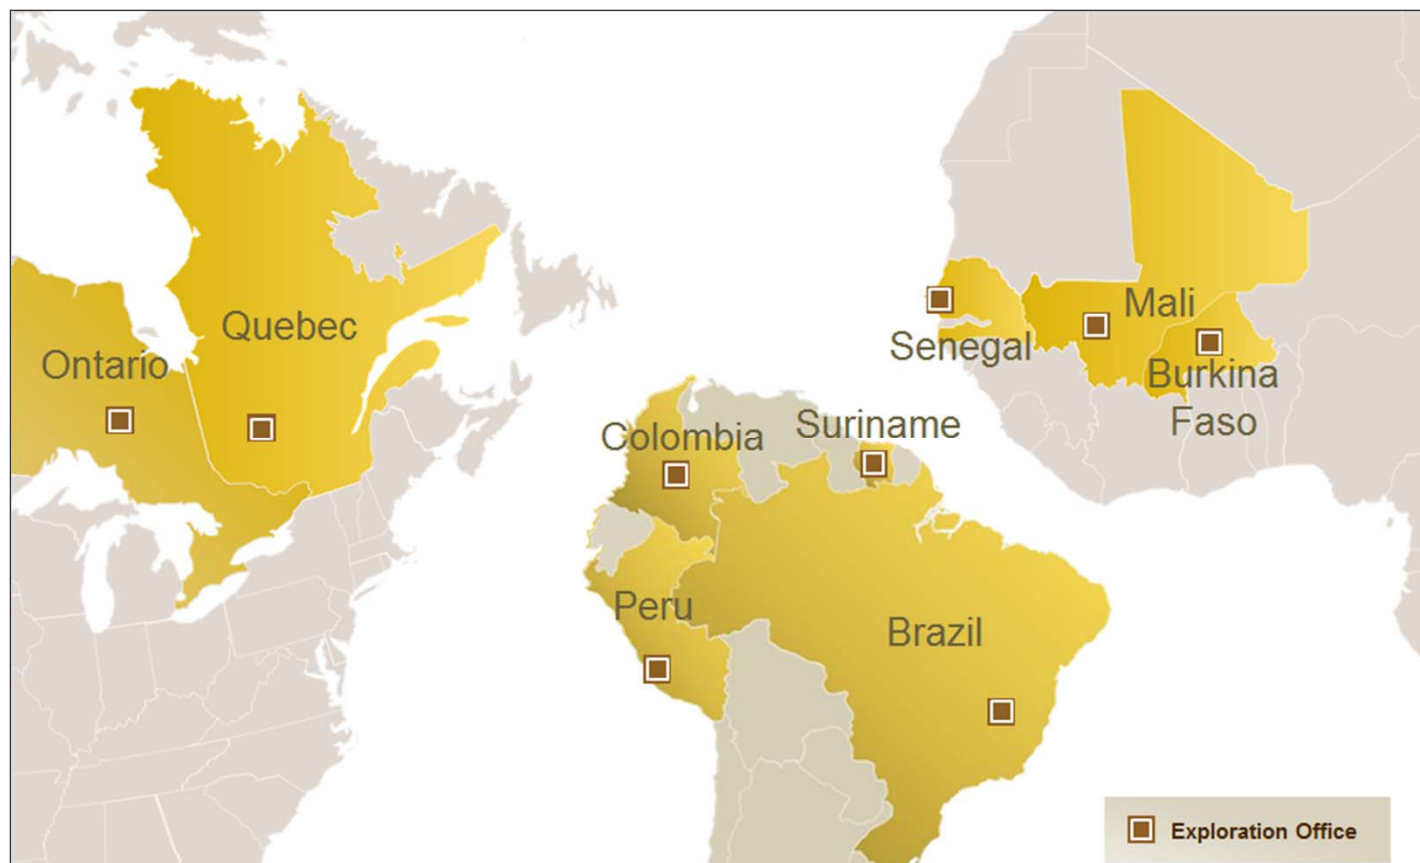 Quebec
Ontario
Mali
Senegal
Burkina
Faso
Colombia
Suriname
Peru
Brazil
Exploration Office